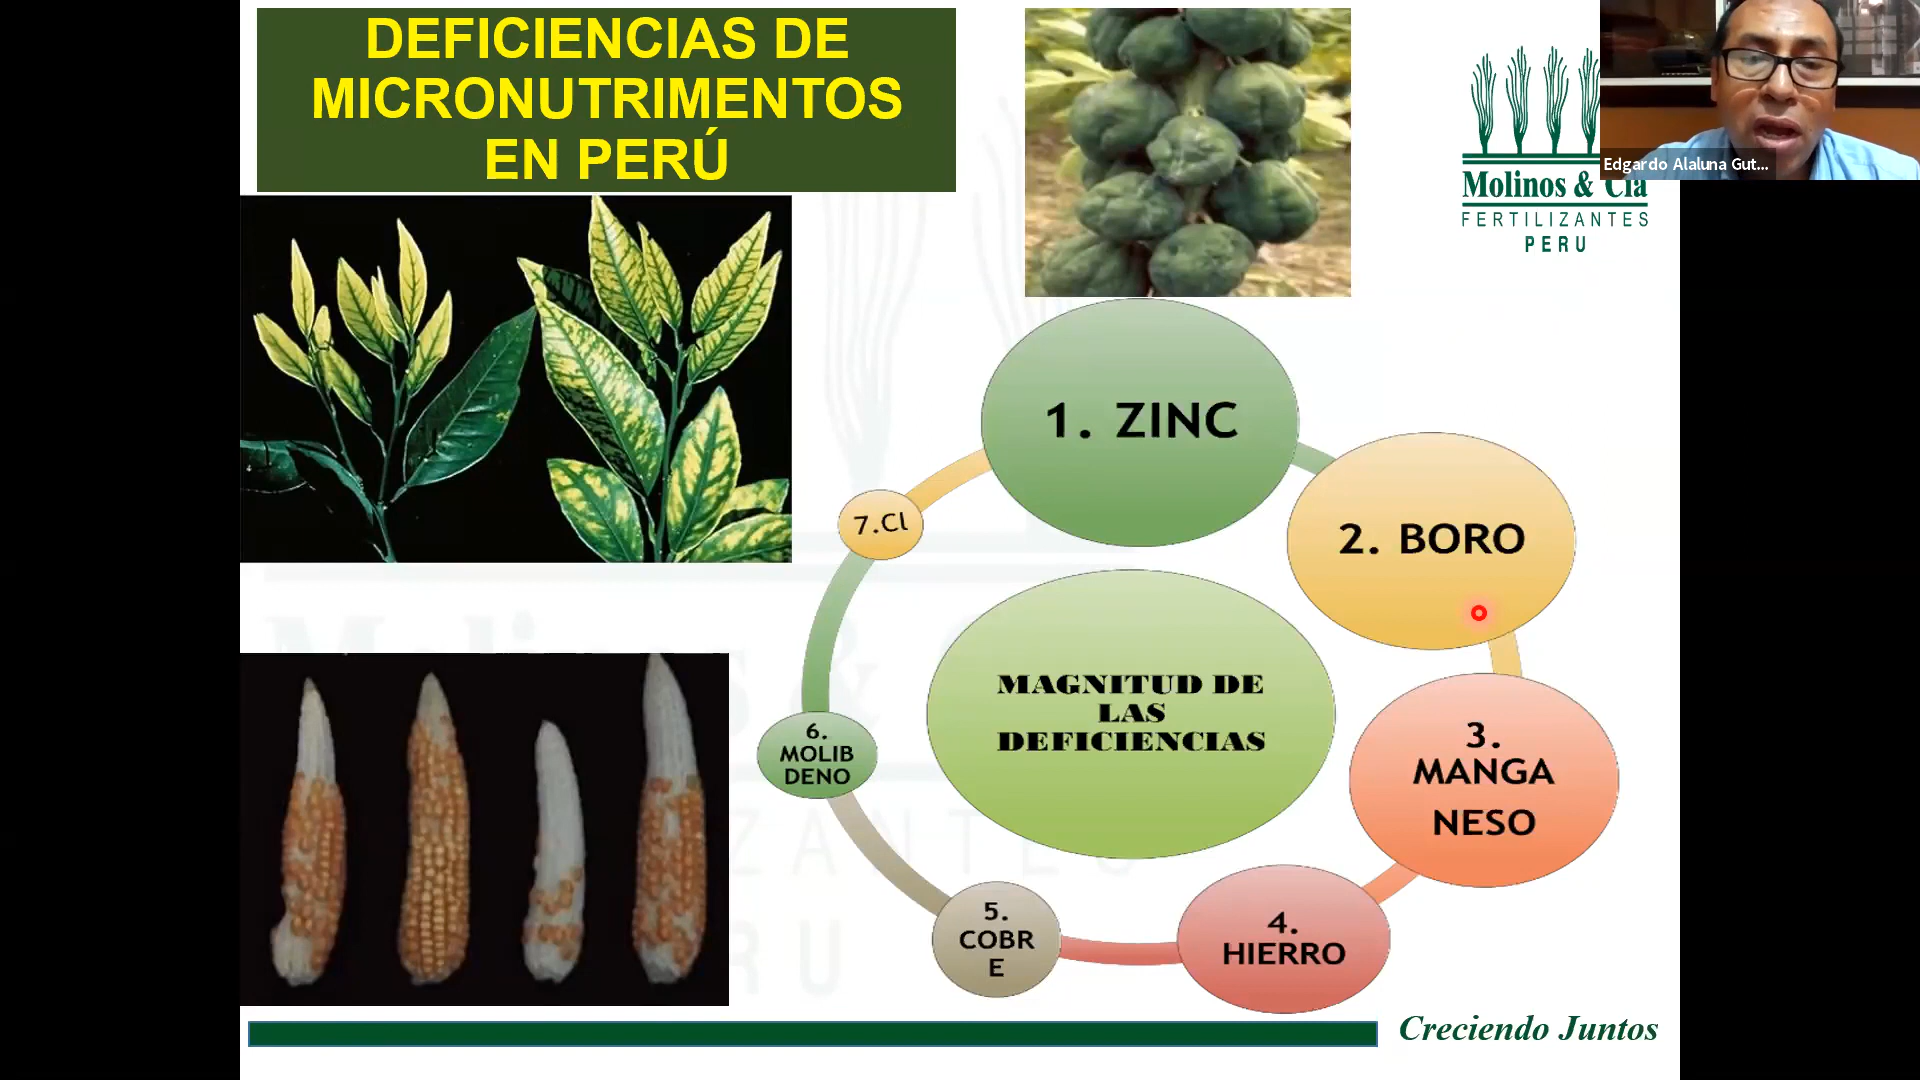 DEFICIENCIAS DE
MICRONUTRIMENTOS
EN PERÚ
Molinos & Cía
FERTILIZANTES
PERU
Edgardo Alaluna Gut...
1. ZINC
2. BORO
3.
MANGA
NESO
4.
HIERRO
5.
COBR
E
6.
MOLIB
DENO
7.Cl
MAGNITUD DE
LAS
DEFICIENCIAS
Creciendo Juntos